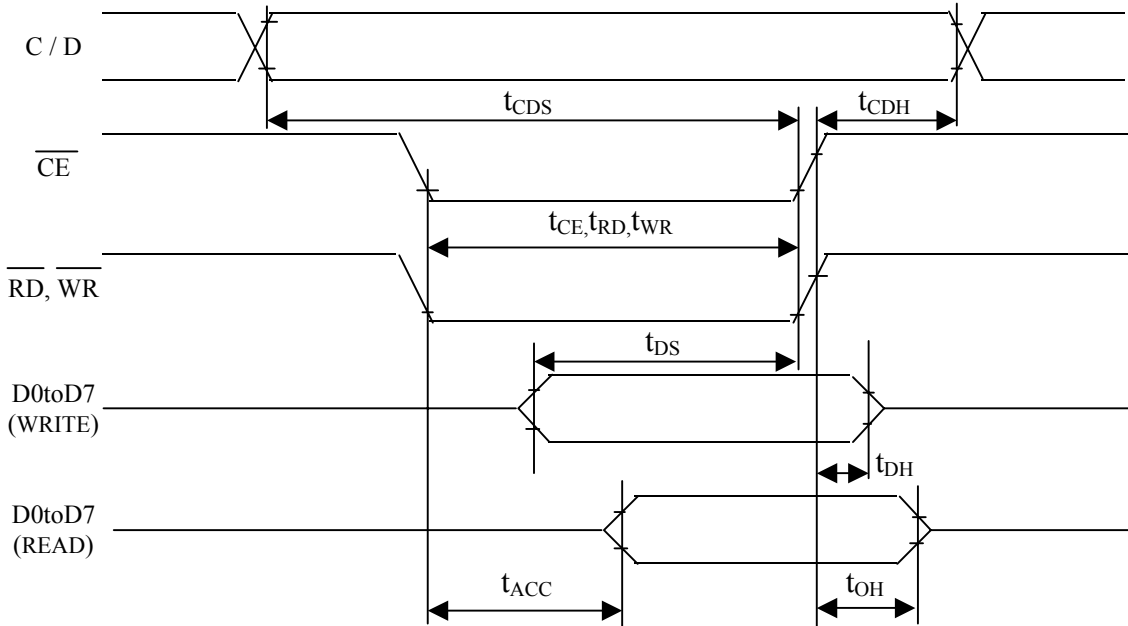 C / D
tCDS
tCDH
CE
tCE,tRD,tWR
RD, WR
tDS
D0toD7
(WRITE)
tDH
D0toD7
(READ)
tACC
tOH